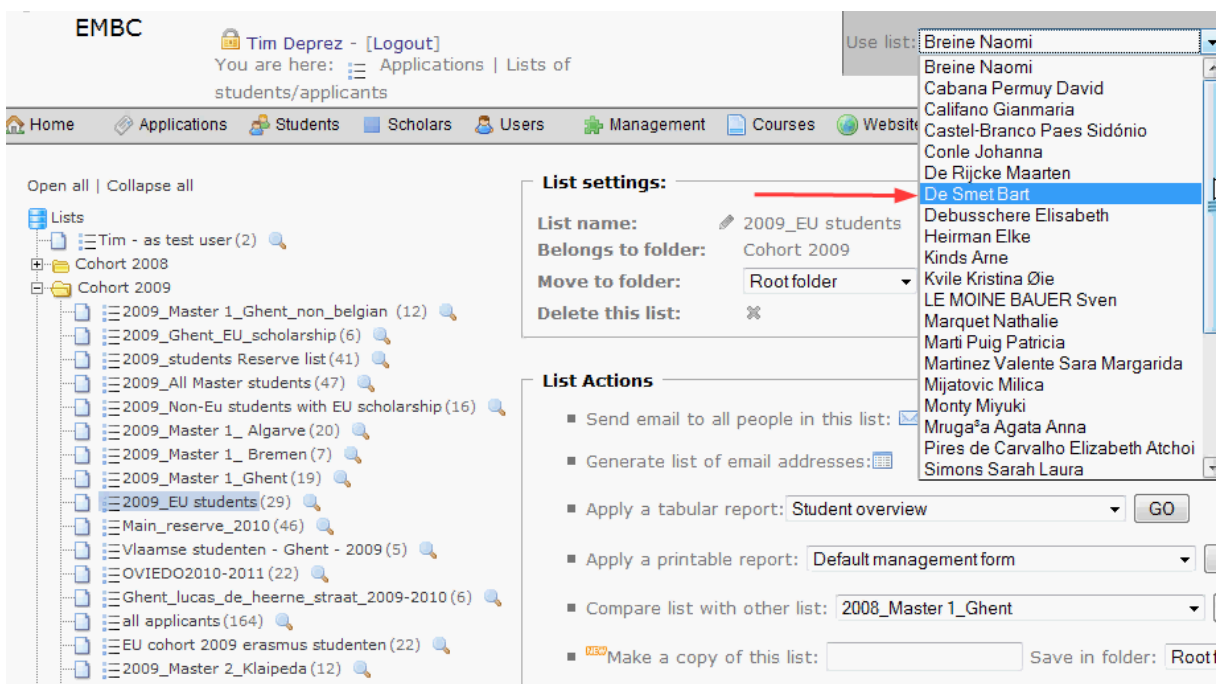 EMBC
Tim Deprez - [Logout]
You are here: Applications | Lists of
students/applicants
Use list: Breine Naomi
Breine Naomi
Cabana Permuy David
Califano Gianmaria
Castel-Branco Paes Sidónio
Conle Johanna
De Rijcke Maarten
De Smet Bart
Debusschere Elisabeth
Heirman Elke
Kinds Arne
Kvile Kristina Øie
LE MOINE BAUER Sven
Marquet Nathalie
Marti Puig Patricia
Martinez Valente Sara Margarida
Mijatovic Milica
Monty Miyuki
Mrugaªa Agata Anna
Pires de Carvalho Elizabeth Atchoi
Simons Sarah Laura
Home Applications Students Scholars Users Management Courses Website
Open all | Collapse all
Lists
Tim - as test user (2)
Cohort 2008
Cohort 2009
2009_Master 1_Ghent_non_belgian (12)
2009_Ghent_EU_scholarship (6)
2009_students Reserve list (41)
2009_All Master students (47)
2009_Non-Eu students with EU scholarship (16)
2009_Master 1_ Algarve (20)
2009_Master 1_ Bremen (7)
2009_Master 1_Ghent (19)
2009_EU students (29)
Main_reserve_2010 (46)
Vlaamse studenten - Ghent - 2009 (5)
OVIEDO2010-2011 (22)
Ghent_lucas_de_heerne_straat_2009-2010 (6)
all applicants (164)
EU cohort 2009 erasmus studenten (22)
2009_Master 2_Klaipeda (12)
List settings:
List name: 2009_EU students
Belongs to folder: Cohort 2009
Move to folder: Root folder
Delete this list:
List Actions
Send email to all people in this list:
Generate list of email addresses:
Apply a tabular report: Student overview GO
Apply a printable report: Default management form
Compare list with other list: 2008_Master 1_Ghent
NEW Make a copy of this list: Save in folder: Root f